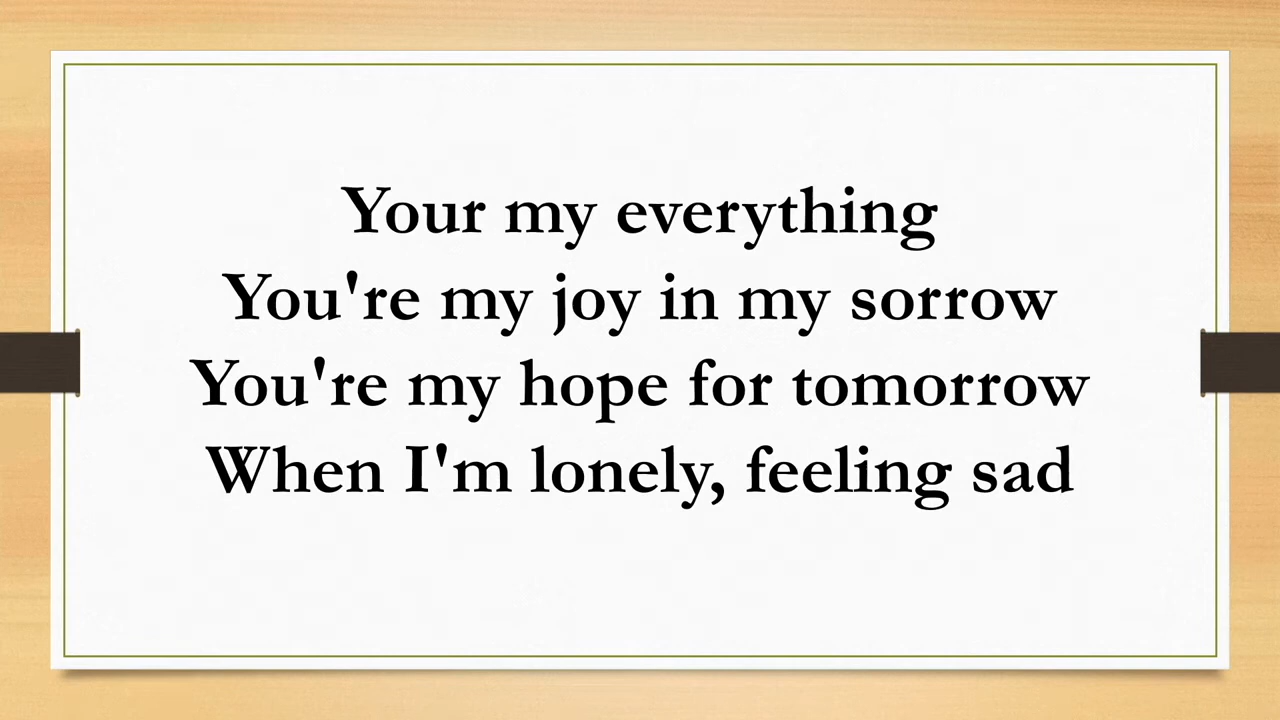 Your my everything
You're my joy in my sorrow
You're my hope for tomorrow
When I'm lonely, feeling sad